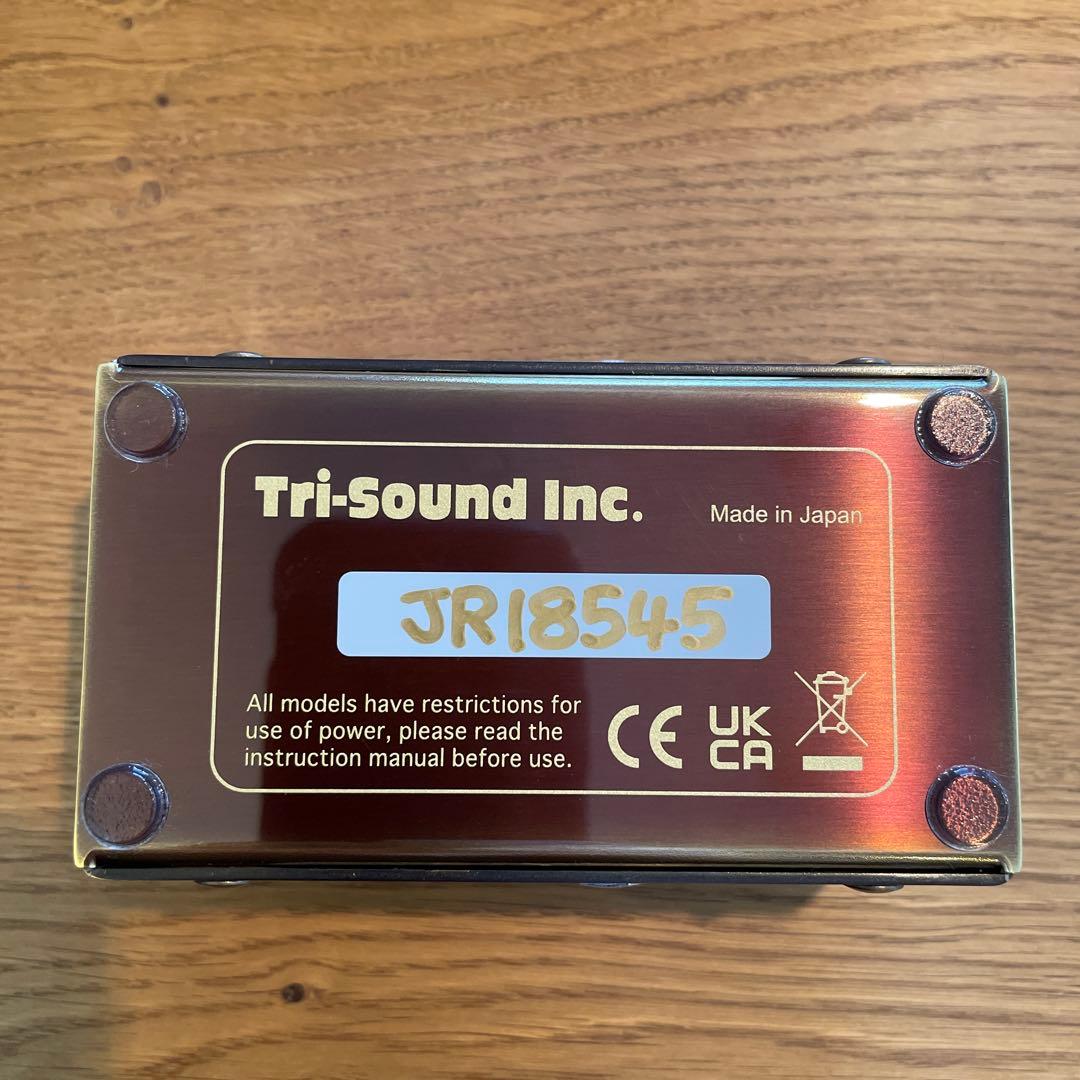 Tri-Sound Inc.
Made in Japan
JR18545
All models have restrictions for
use of power, please read the
instruction manual before use.
CE
UK
CA